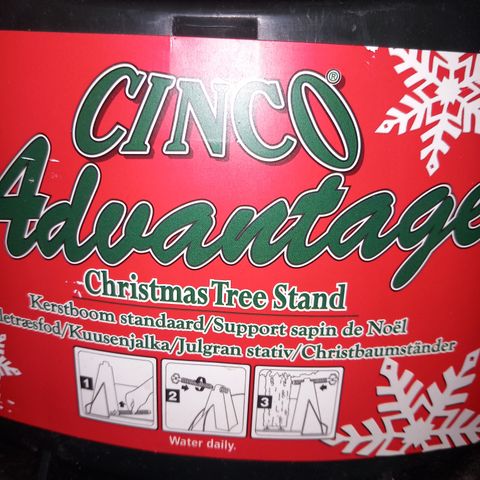 CINCO®
Advantage
Christmas Tree Stand
Kerstboom standaard/Support sapin de Noël
letræsfod/Kuusenjalka/Julgran stativ/Christbaumständer
1 2 3
Water daily.